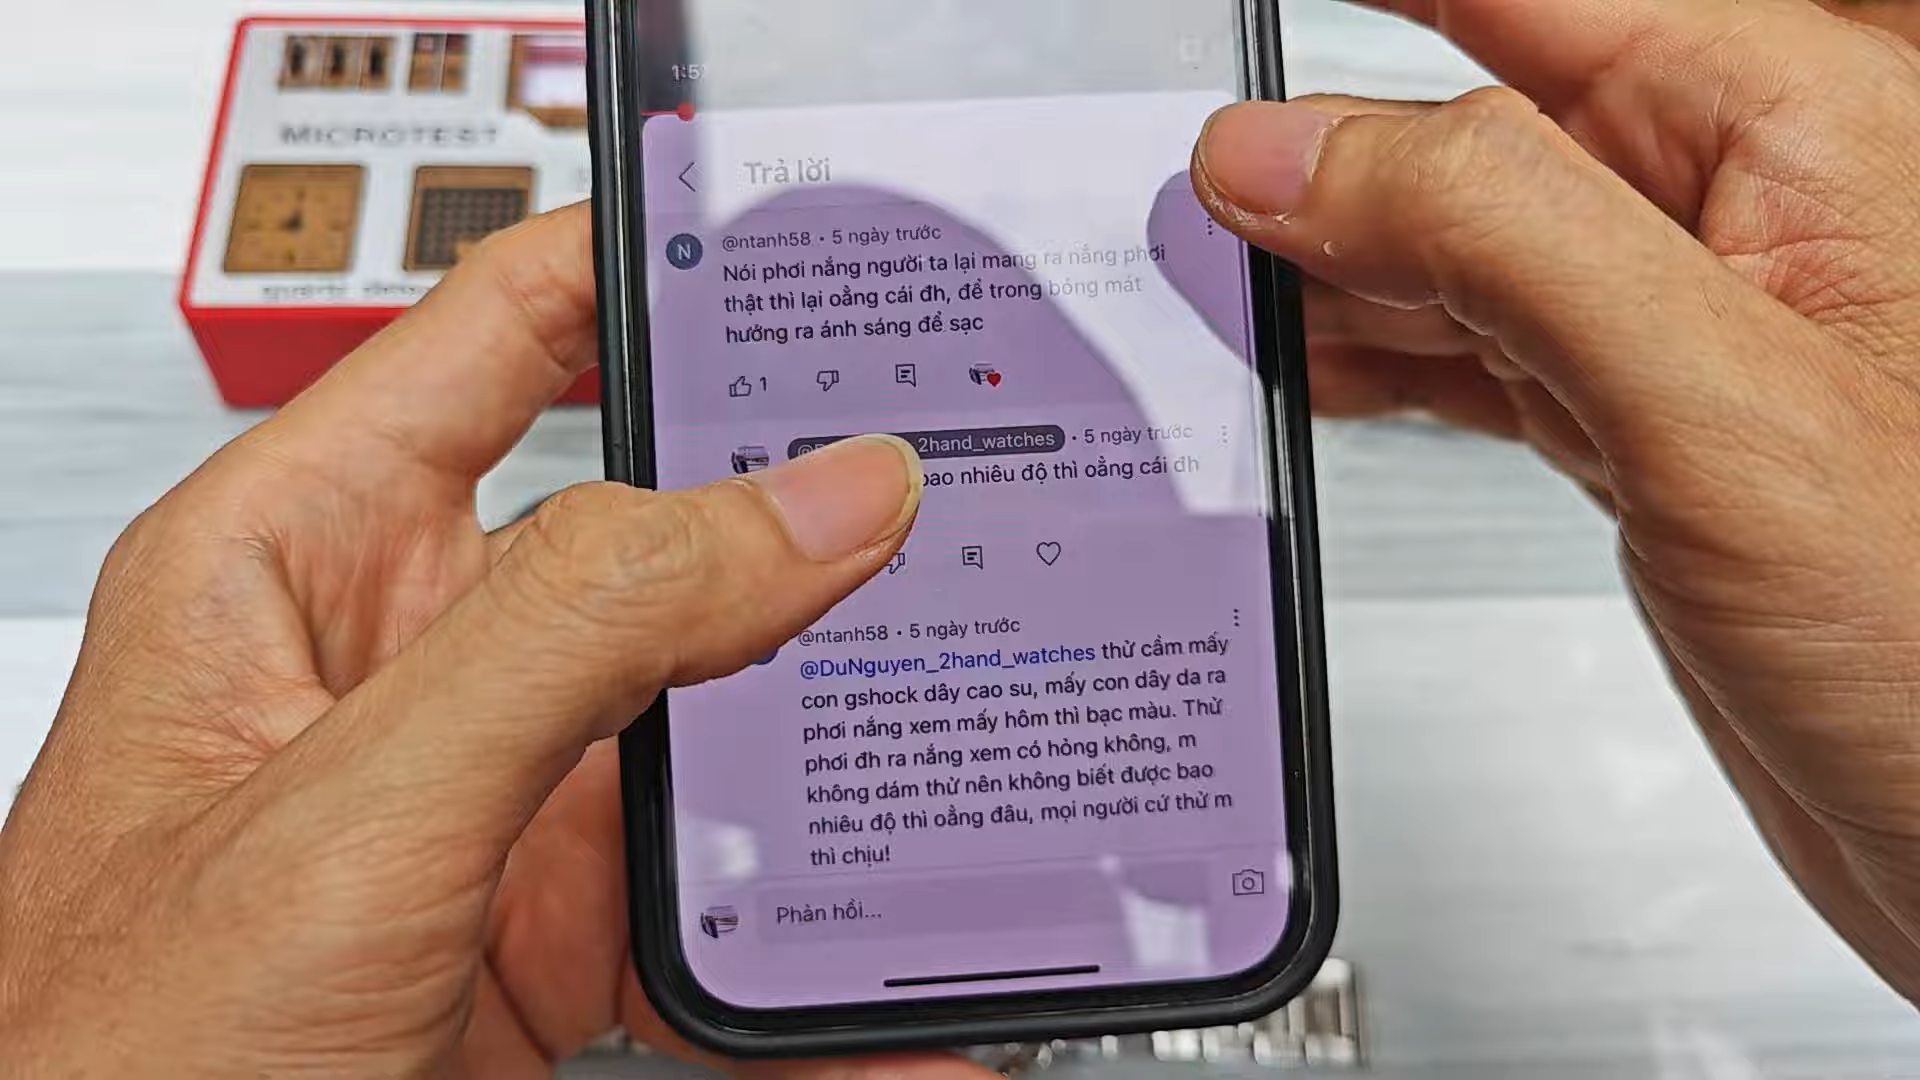 MICROTEST
1:5
Trả lời
N
@ntanh58 • 5 ngày trước
Nói phơi nắng người ta lại mang ra nắng phơi
thật thì lại oằng cái đh, để trong bóng mát
hướng ra ánh sáng để sạc
1
2hand_watches • 5 ngày trước
bao nhiêu độ thì oằng cái đh
@ntanh58 • 5 ngày trước
@DuNguyen_2hand_watches thử cầm mấy
con gshock dây cao su, mấy con dây da ra
phơi nắng xem mấy hôm thì bạc màu. Thử
phơi đh ra nắng xem có hỏng không, m
không dám thử nên không biết được bao
nhiêu độ thì oằng đâu, mọi người cứ thử m
thì chịu!
Phản hồi...